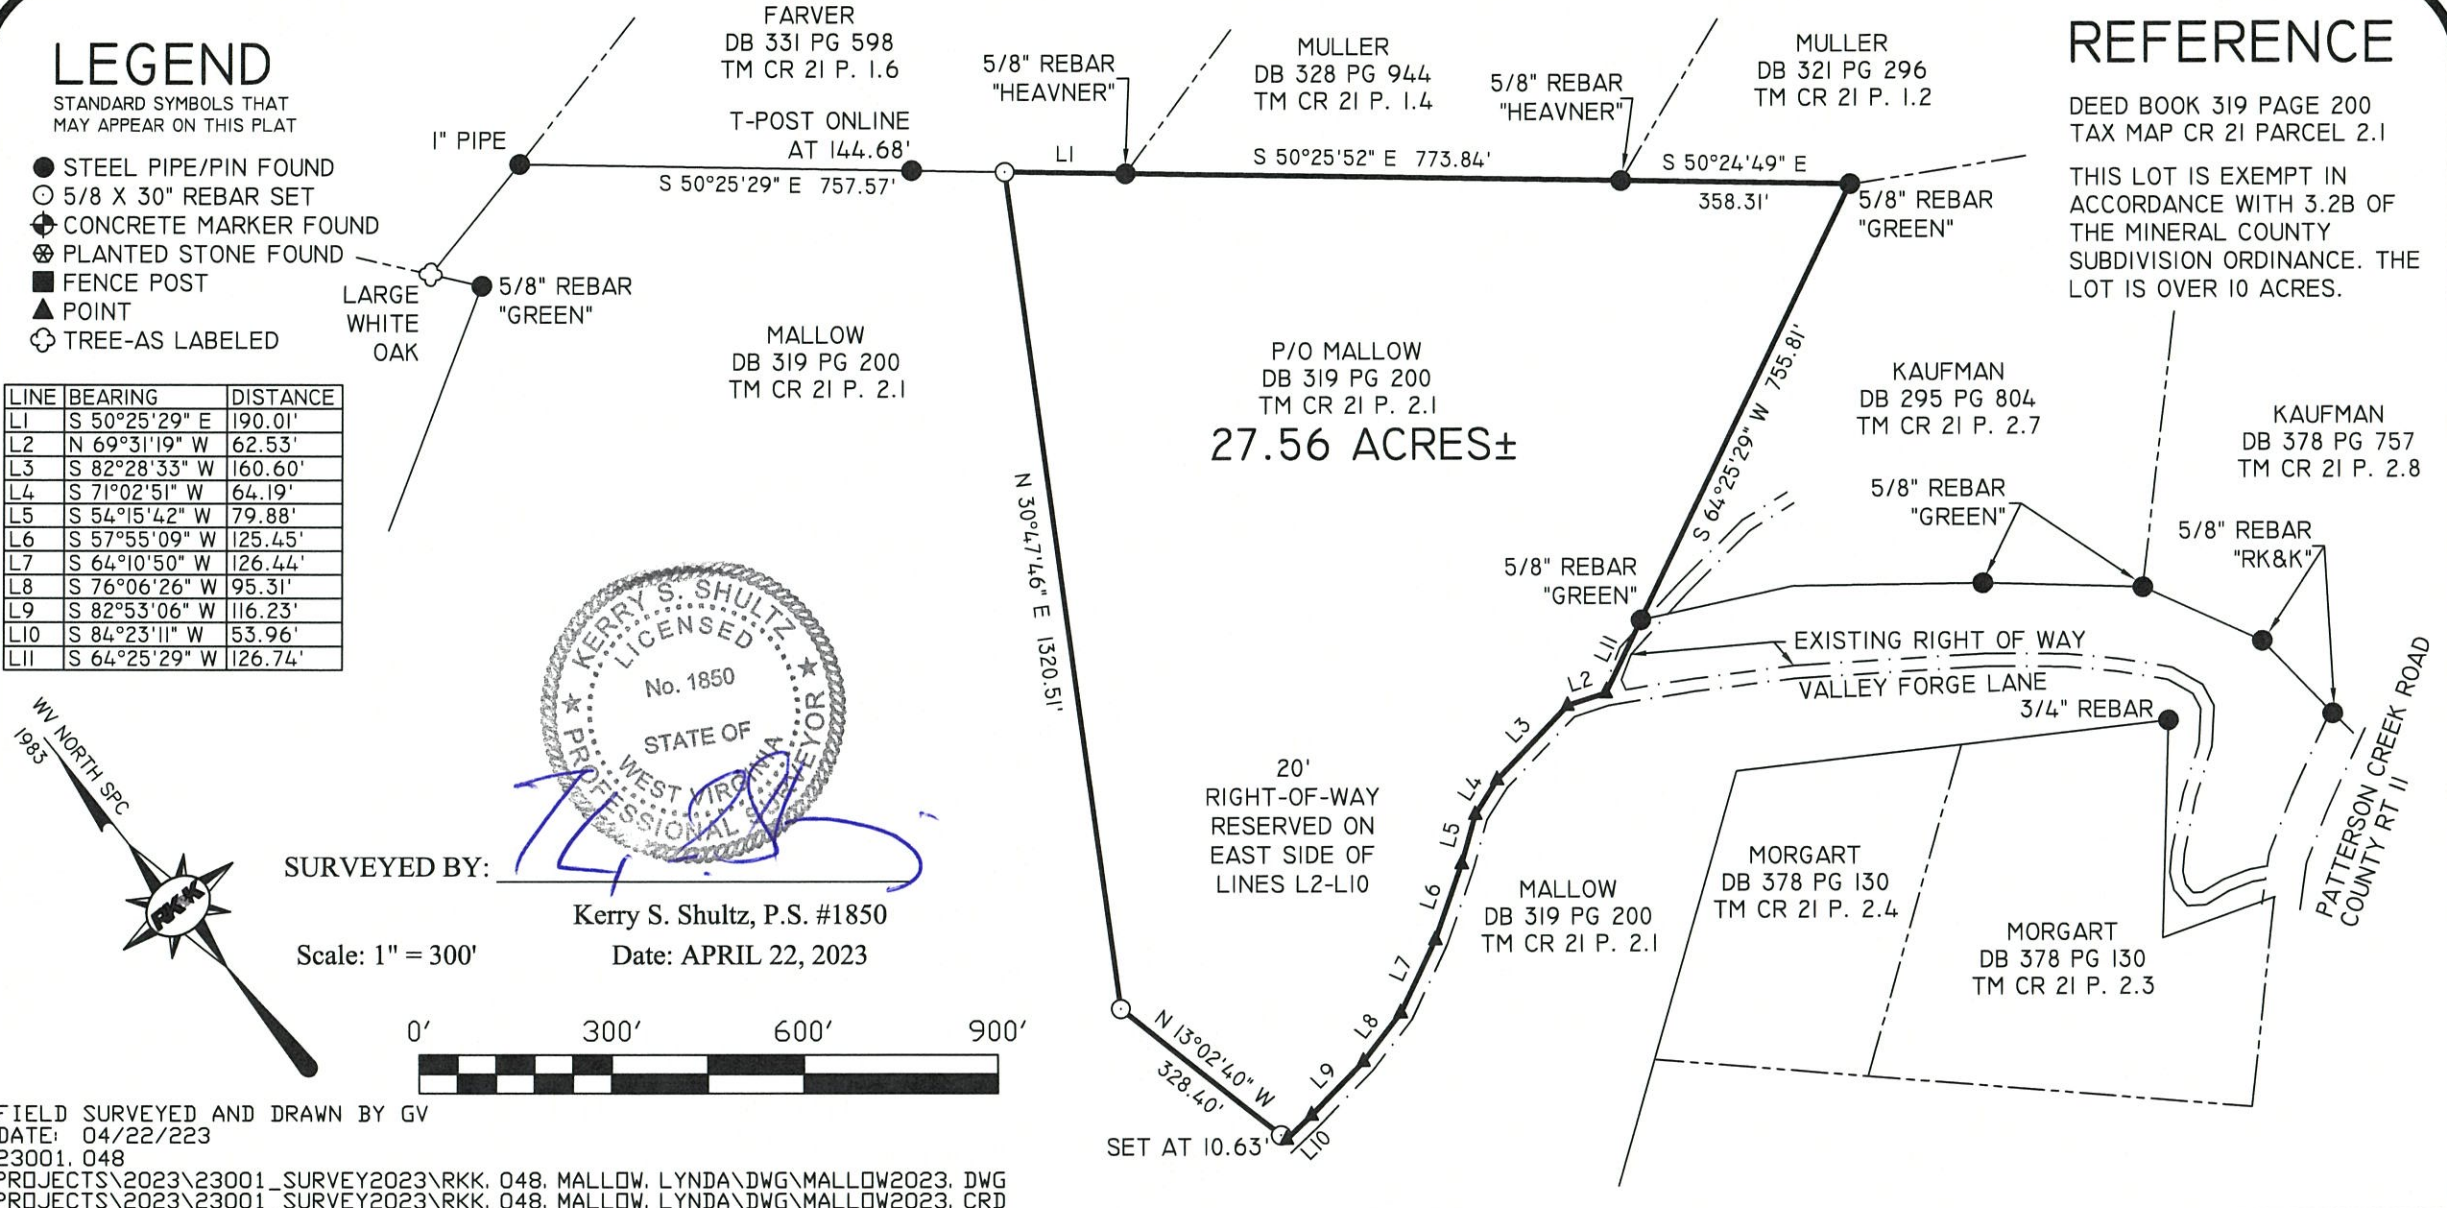 LEGEND
STANDARD SYMBOLS THAT
MAY APPEAR ON THIS PLAT
STEEL PIPE/PIN FOUND
5/8 X 30" REBAR SET
CONCRETE MARKER FOUND
PLANTED STONE FOUND
FENCE POST
POINT
TREE-AS LABELED
LINE BEARING DISTANCE
L1 S 50°25'29" E 190.01'
L2 N 69°31'19" W 62.53'
L3 S 82°28'33" W 160.60'
L4 S 71°02'51" W 64.19'
L5 S 54°15'42" W 79.88'
L6 S 57°55'09" W 125.45'
L7 S 64°10'50" W 126.44'
L8 S 76°06'26" W 95.31'
L9 S 82°53'06" W 116.23'
L10 S 84°23'11" W 53.96'
L11 S 64°25'29" W 126.74'
1" PIPE
FARVER
DB 331 PG 598
TM CR 21 P. 1.6
T-POST ONLINE
AT 144.68'
S 50°25'29" E 757.57'
5/8" REBAR
"HEAVNER"
L1
MULLER
DB 328 PG 944
TM CR 21 P. 1.4
S 50°25'52" E 773.84'
5/8" REBAR
"HEAVNER"
MULLER
DB 321 PG 296
TM CR 21 P. 1.2
S 50°24'49" E
358.31'
5/8" REBAR
"GREEN"
REFERENCE
DEED BOOK 319 PAGE 200
TAX MAP CR 21 PARCEL 2.1
THIS LOT IS EXEMPT IN
ACCORDANCE WITH 3.2B OF
THE MINERAL COUNTY
SUBDIVISION ORDINANCE. THE
LOT IS OVER 10 ACRES.
LARGE
WHITE
OAK
5/8" REBAR
"GREEN"
MALLOW
DB 319 PG 200
TM CR 21 P. 2.1
N 30°47'46" E 1320.51'
P/O MALLOW
DB 319 PG 200
TM CR 21 P. 2.1
27.56 ACRES±
S 64°25'29" W 755.81'
KAUFMAN
DB 295 PG 804
TM CR 21 P. 2.7
KAUFMAN
DB 378 PG 757
TM CR 21 P. 2.8
5/8" REBAR
"GREEN"
5/8" REBAR
"RK&K"
5/8" REBAR
"GREEN"
EXISTING RIGHT OF WAY
VALLEY FORGE LANE
3/4" REBAR
PATTERSON CREEK ROAD
COUNTY RT 11
L11
L2
L3
L4
L5
L6
L7
L8
L9
L10
20'
RIGHT-OF-WAY
RESERVED ON
EAST SIDE OF
LINES L2-L10
MALLOW
DB 319 PG 200
TM CR 21 P. 2.1
MORGART
DB 378 PG 130
TM CR 21 P. 2.4
MORGART
DB 378 PG 130
TM CR 21 P. 2.3
N 13°02'40" W
328.40'
SET AT 10.63'
WV NORTH SPC
1983
RK&K
KERRY S. SHULTZ
LICENSED
No. 1850
STATE OF
WEST VIRGINIA
PROFESSIONAL SURVEYOR
SURVEYED BY:
Kerry S. Shultz, P.S. #1850
Scale: 1" = 300'
Date: APRIL 22, 2023
0' 300' 600' 900'
FIELD SURVEYED AND DRAWN BY GV
DATE: 04/22/223
23001.048
PROJECTS\2023\23001_SURVEY2023\RKK.048.MALLOW.LYNDA\DWG\MALLOW2023.DWG
PROJECTS\2023\23001_SURVEY2023\RKK.048.MALLOW.LYNDA\DWG\MALLOW2023.CRD